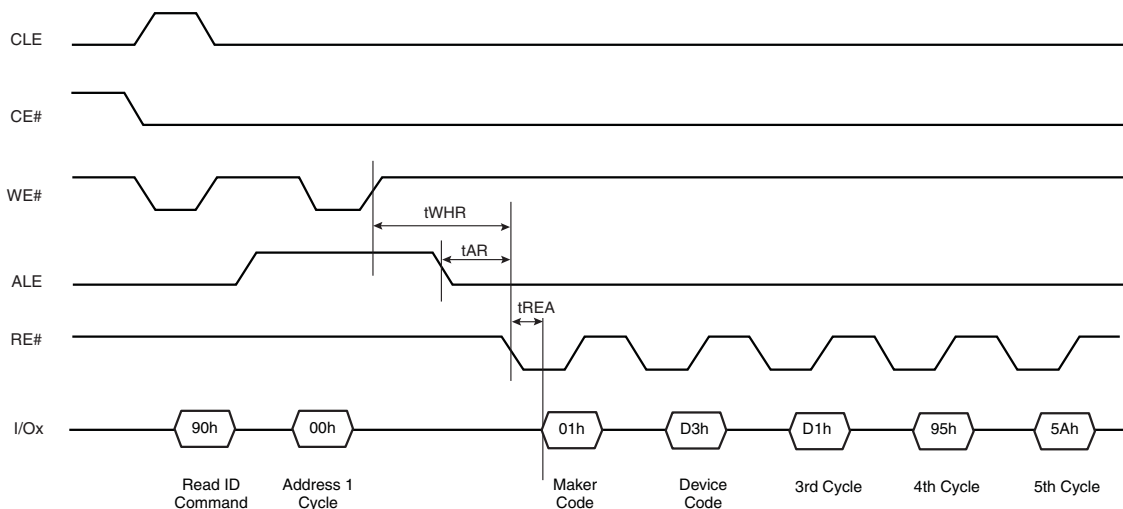 CLE
CE#
WE#
tWHR
tAR
ALE
tREA
RE#
I/Ox
90h
00h
01h
D3h
D1h
95h
5Ah
Read ID
Command
Address 1
Cycle
Maker
Code
Device
Code
3rd Cycle
4th Cycle
5th Cycle